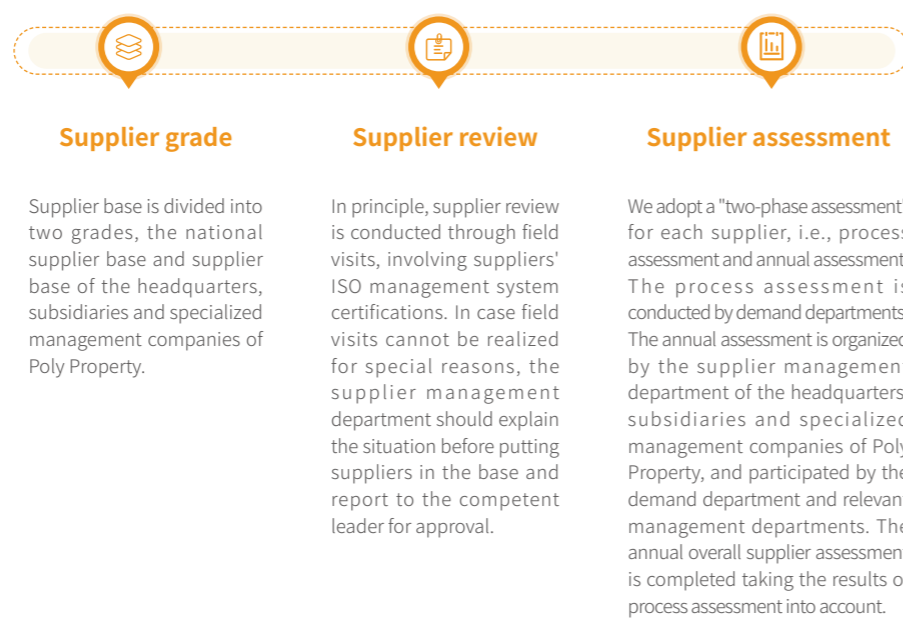 Supplier grade
Supplier base is divided into
two grades, the national
supplier base and supplier
base of the headquarters,
subsidiaries and specialized
management companies of
Poly Property.
Supplier review
In principle, supplier review
is conducted through field
visits, involving suppliers'
ISO management system
certifications. In case field
visits cannot be realized
for special reasons, the
supplier management
department should explain
the situation before putting
suppliers in the base and
report to the competent
leader for approval.
Supplier assessment
We adopt a "two-phase assessment"
for each supplier, i.e., process
assessment and annual assessment
The process assessment is
conducted by demand departments
The annual assessment is organized
by the supplier management
department of the headquarters
subsidiaries and specialized
management companies of Poly
Property, and participated by the
demand department and relevant
management departments. The
annual overall supplier assessment
is completed taking the results of
process assessment into account.